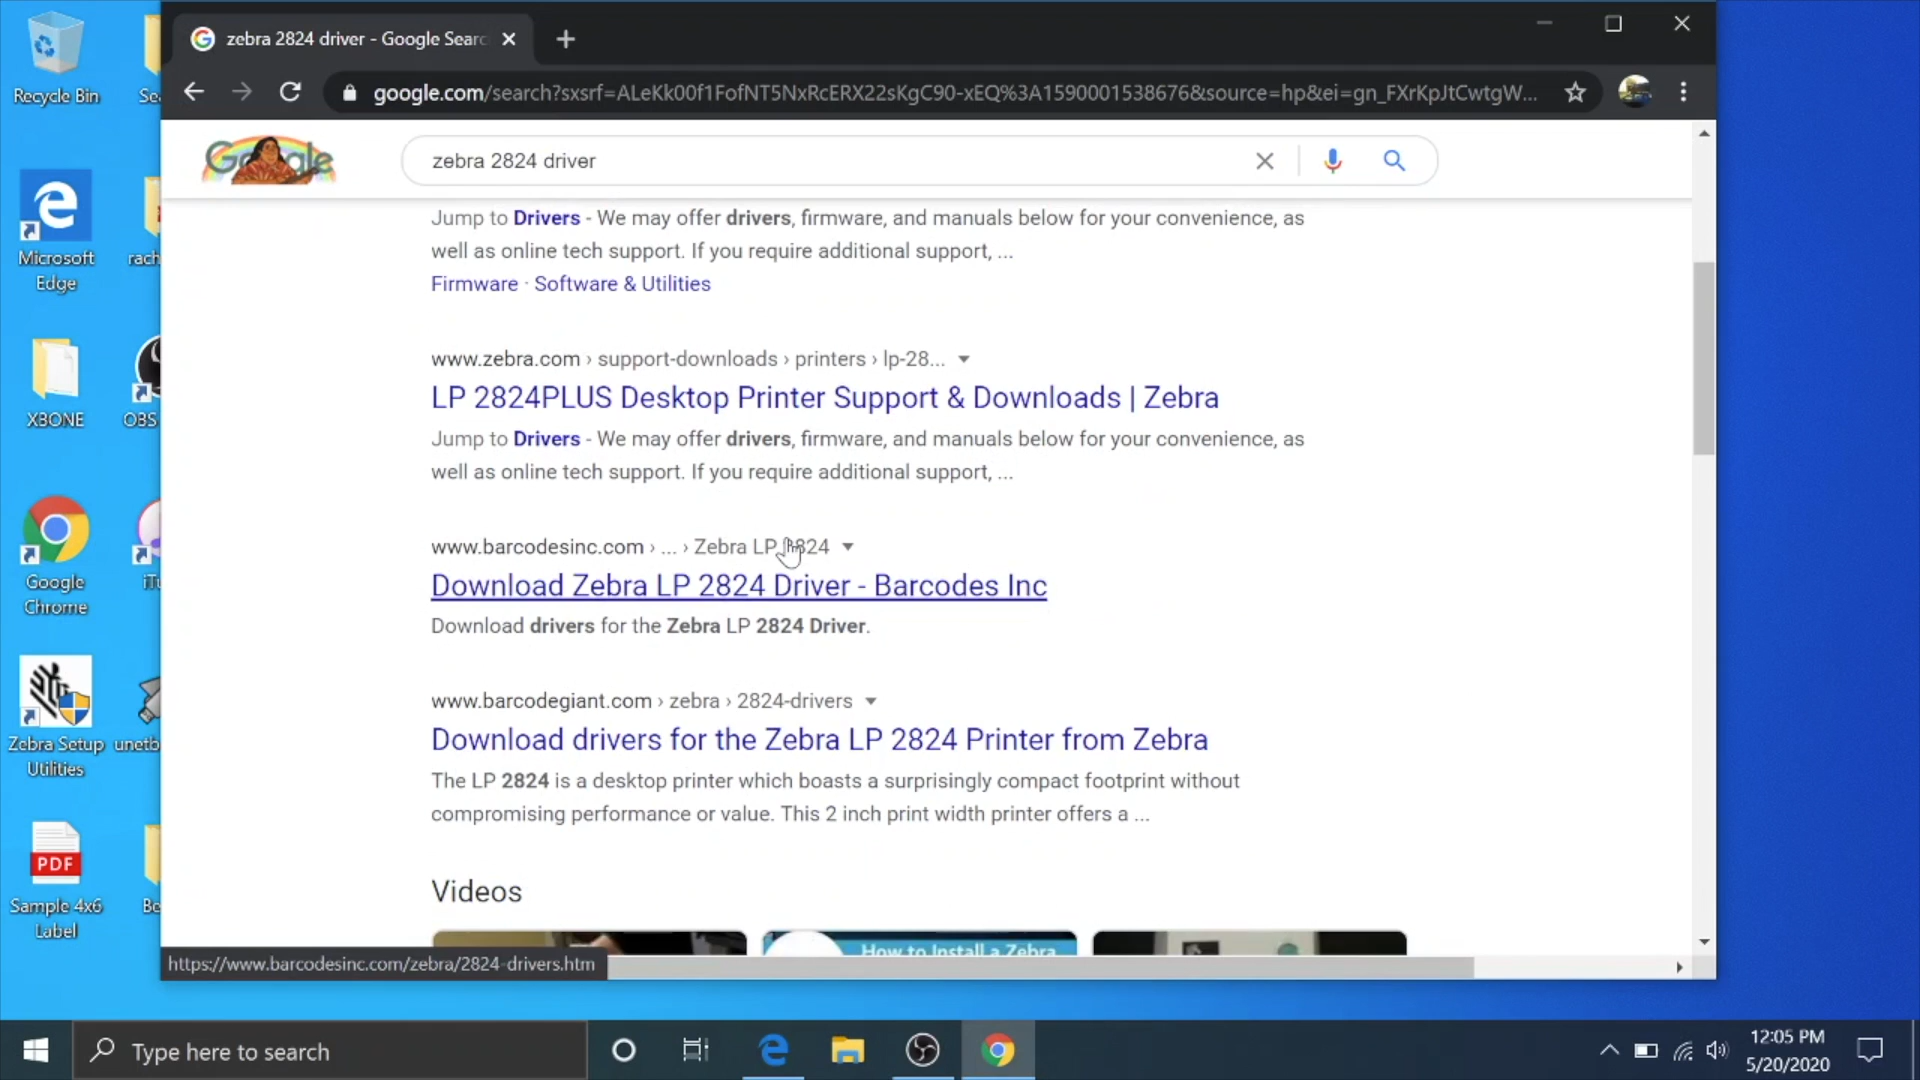 Recycle Bin
Microsoft
Edge
rach
XBONE
OBS
Google
Chrome
Zebra Setup
Utilities
unetb
PDF
Sample 4x6
Label
zebra 2824 driver - Google Searc
google.com/search?sxsrf=ALeKk00f1FofNT5NxRcERX22sKgC90-xEQ%3A1590001538676&source=hp&ei=gn_FXrKpJtCwtgW...
Google
zebra 2824 driver
Jump to Drivers - We may offer drivers, firmware, and manuals below for your convenience, as
well as online tech support. If you require additional support, ...
Firmware · Software & Utilities
www.zebra.com › support-downloads › printers › lp-28...
LP 2824PLUS Desktop Printer Support & Downloads | Zebra
Jump to Drivers - We may offer drivers, firmware, and manuals below for your convenience, as
well as online tech support. If you require additional support, ...
www.barcodesinc.com › ... › Zebra LP 2824
Download Zebra LP 2824 Driver - Barcodes Inc
Download drivers for the Zebra LP 2824 Driver.
www.barcodegiant.com › zebra › 2824-drivers
Download drivers for the Zebra LP 2824 Printer from Zebra
The LP 2824 is a desktop printer which boasts a surprisingly compact footprint without
compromising performance or value. This 2 inch print width printer offers a ...
Videos
How to Install a Zebra
https://www.barcodesinc.com/zebra/2824-drivers.htm
Type here to search
12:05 PM
5/20/2020